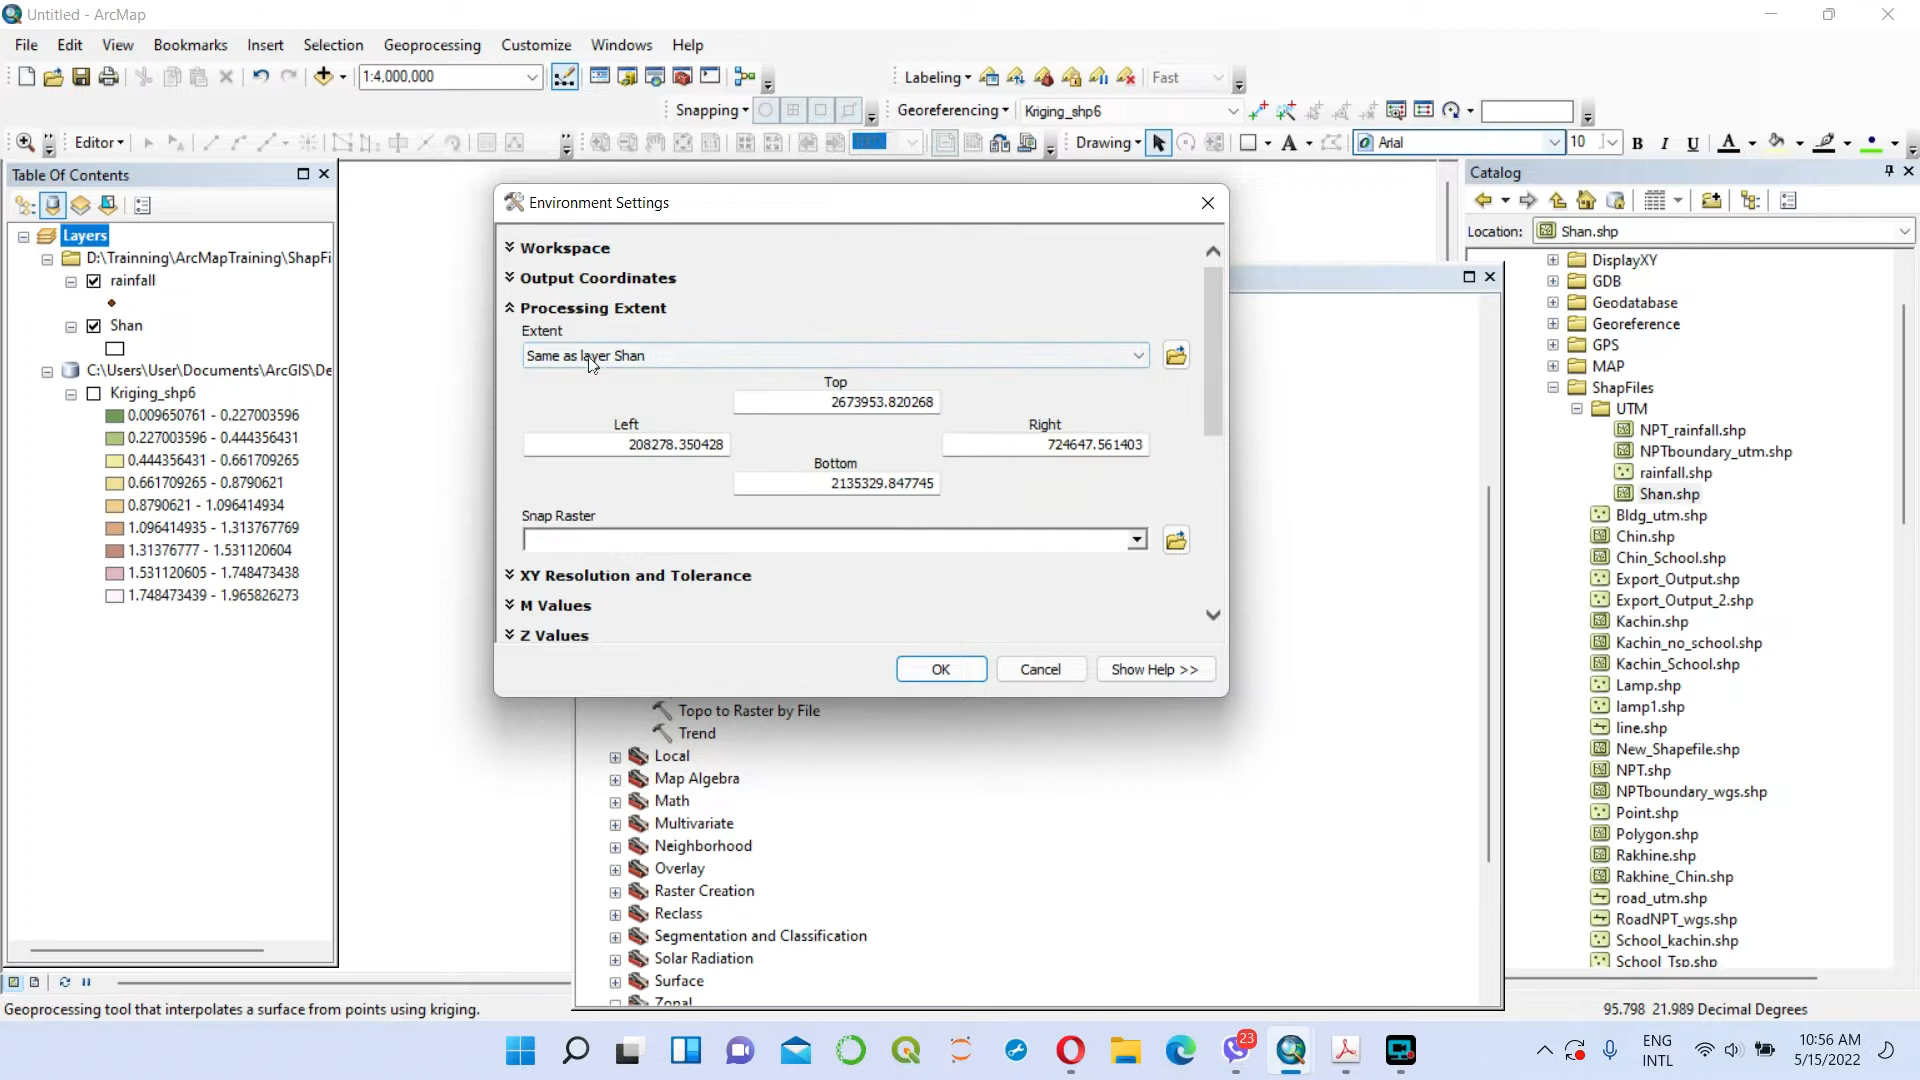 Untitled - ArcMap
File Edit View Bookmarks Insert Selection Geoprocessing Customize Windows Help
1:4,000,000
Labeling
Fast
Snapping
Georeferencing
Kriging_shp6
Editor
Drawing
Arial
10
B I U A
Table Of Contents
Layers
D:\Trainning\ArcMapTraining\ShapFi
rainfall
Shan
C:\Users\User\Documents\ArcGIS\De
Kriging_shp6
0.009650761 - 0.227003596
0.227003596 - 0.444356431
0.444356431 - 0.661709265
0.661709265 - 0.8790621
0.8790621 - 1.096414934
1.096414935 - 1.313767769
1.31376777 - 1.531120604
1.531120605 - 1.748473438
1.748473439 - 1.965826273
Environment Settings
Workspace
Output Coordinates
Processing Extent
Extent
Same as layer Shan
Top
2673953.820268
Left
Right
208278.350428
724647.561403
Bottom
2135329.847745
Snap Raster
XY Resolution and Tolerance
M Values
Z Values
OK
Cancel
Show Help >>
Topo to Raster by File
Trend
Local
Map Algebra
Math
Multivariate
Neighborhood
Overlay
Raster Creation
Reclass
Segmentation and Classification
Solar Radiation
Surface
Zonal
Catalog
Location:
Shan.shp
DisplayXY
GDB
Geodatabase
Georeference
GPS
MAP
ShapFiles
UTM
NPT_rainfall.shp
NPTboundary_utm.shp
rainfall.shp
Shan.shp
Bldg_utm.shp
Chin.shp
Chin_School.shp
Export_Output.shp
Export_Output_2.shp
Kachin.shp
Kachin_no_school.shp
Kachin_School.shp
Lamp.shp
lamp1.shp
line.shp
New_Shapefile.shp
NPT.shp
NPTboundary_wgs.shp
Point.shp
Polygon.shp
Rakhine.shp
Rakhine_Chin.shp
road_utm.shp
RoadNPT_wgs.shp
School_kachin.shp
School_Tsp.shp
Geoprocessing tool that interpolates a surface from points using kriging.
95.798 21.989 Decimal Degrees
23
ENG
INTL
10:56 AM
5/15/2022